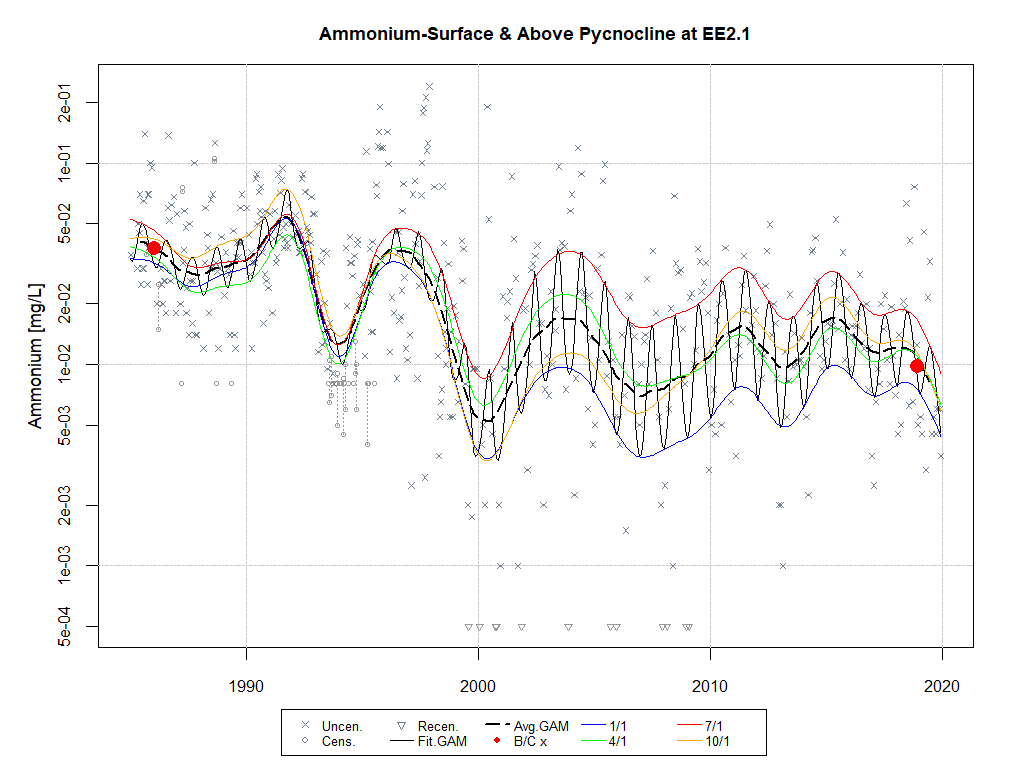 Ammonium-Surface & Above Pycnocline at EE2.1
Ammonium [mg/L]
2e-01
1e-01
5e-02
2e-02
1e-02
5e-03
2e-03
1e-03
5e-04
1990 2000 2010 2020
Uncen. Recen. Avg.GAM 1/1 7/1
Cens. Fit.GAM B/C x 4/1 10/1